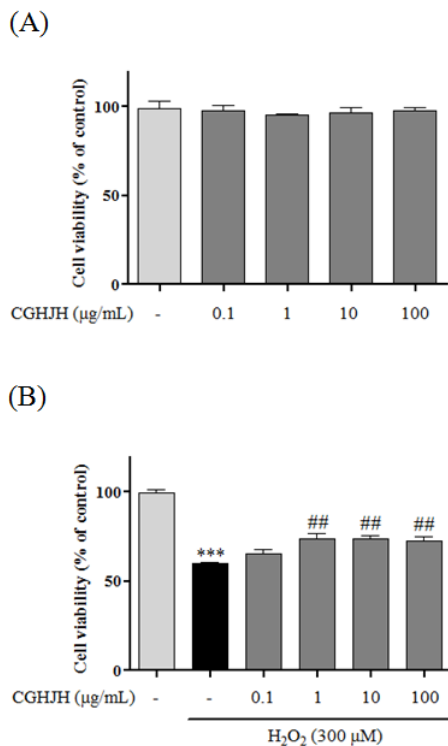 (A)
Cell viability (% of control)
100
50
0
CGHJH (μg/mL) - 0.1 1 10 100
(B)
Cell viability (% of control)
100
50
0
*** ## ## ##
CGHJH (μg/mL) - - 0.1 1 10 100
H₂O₂ (300 μM)